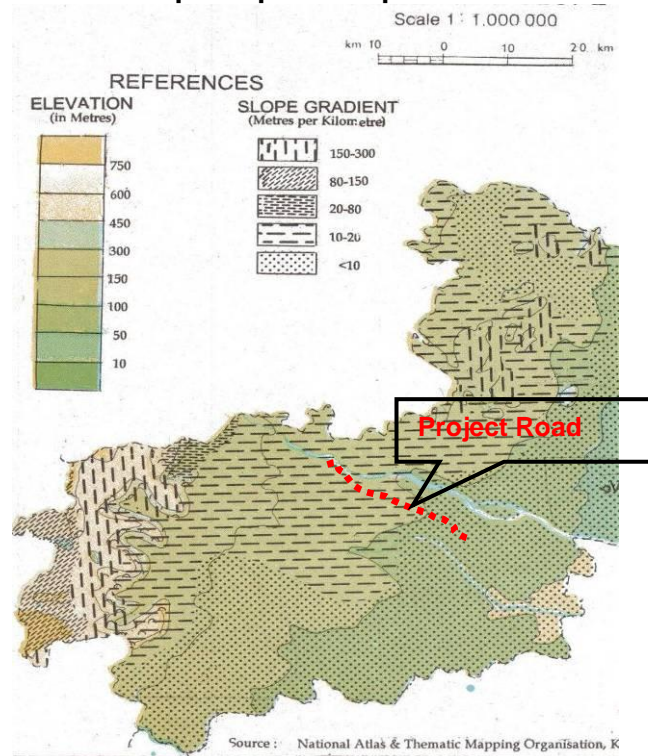 Scale 1: 1.000 000
km 10 0 10 20 km
REFERENCES
ELEVATION
(in Metres)
750
600
450
300
150
100
50
10
SLOPE GRADIENT
(Metres per Kilometre)
150-300
80-150
20-80
10-20
<10
Project Road
Source : National Atlas & Thematic Mapping Organisation, K